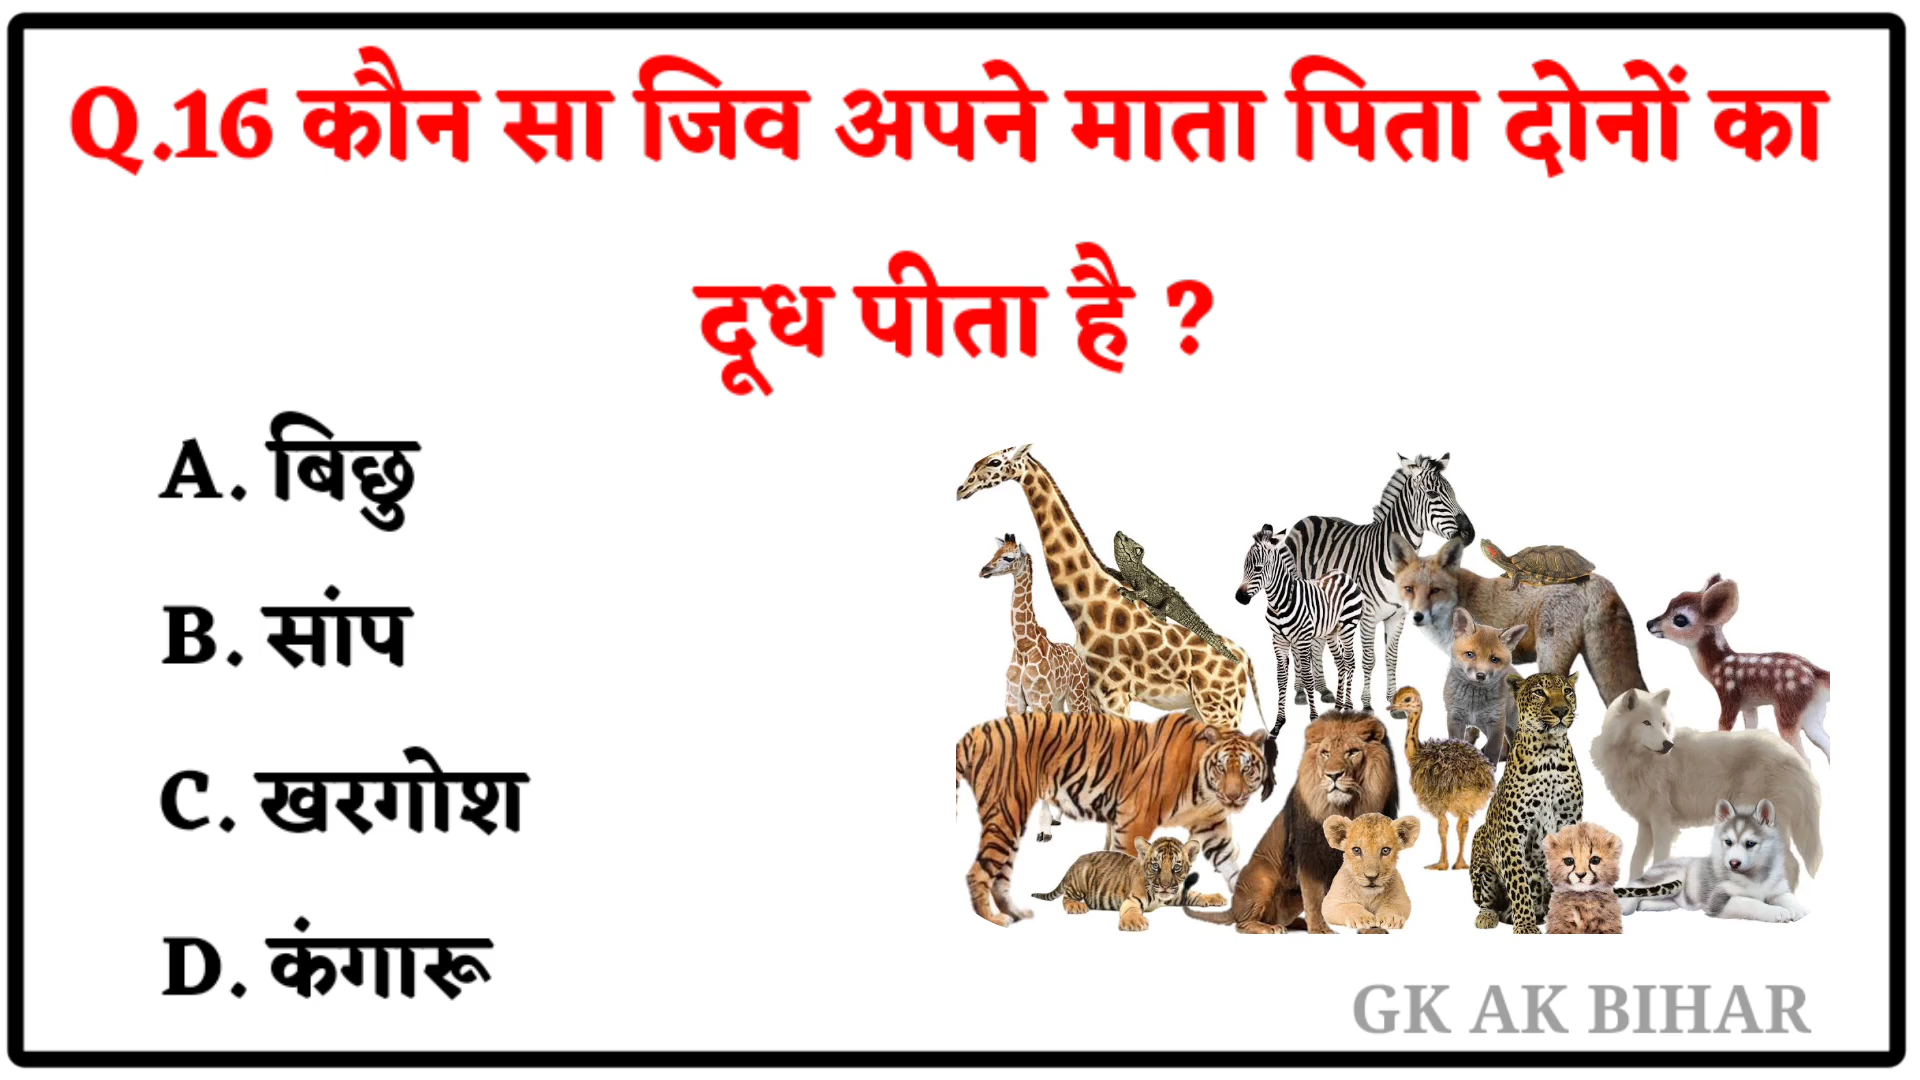 Q.16 कौन सा जिव अपने माता पिता दोनों का
दूध पीता है ?
A. बिछु
B. सांप
C. खरगोश
D. कंगारू
GK AK BIHAR